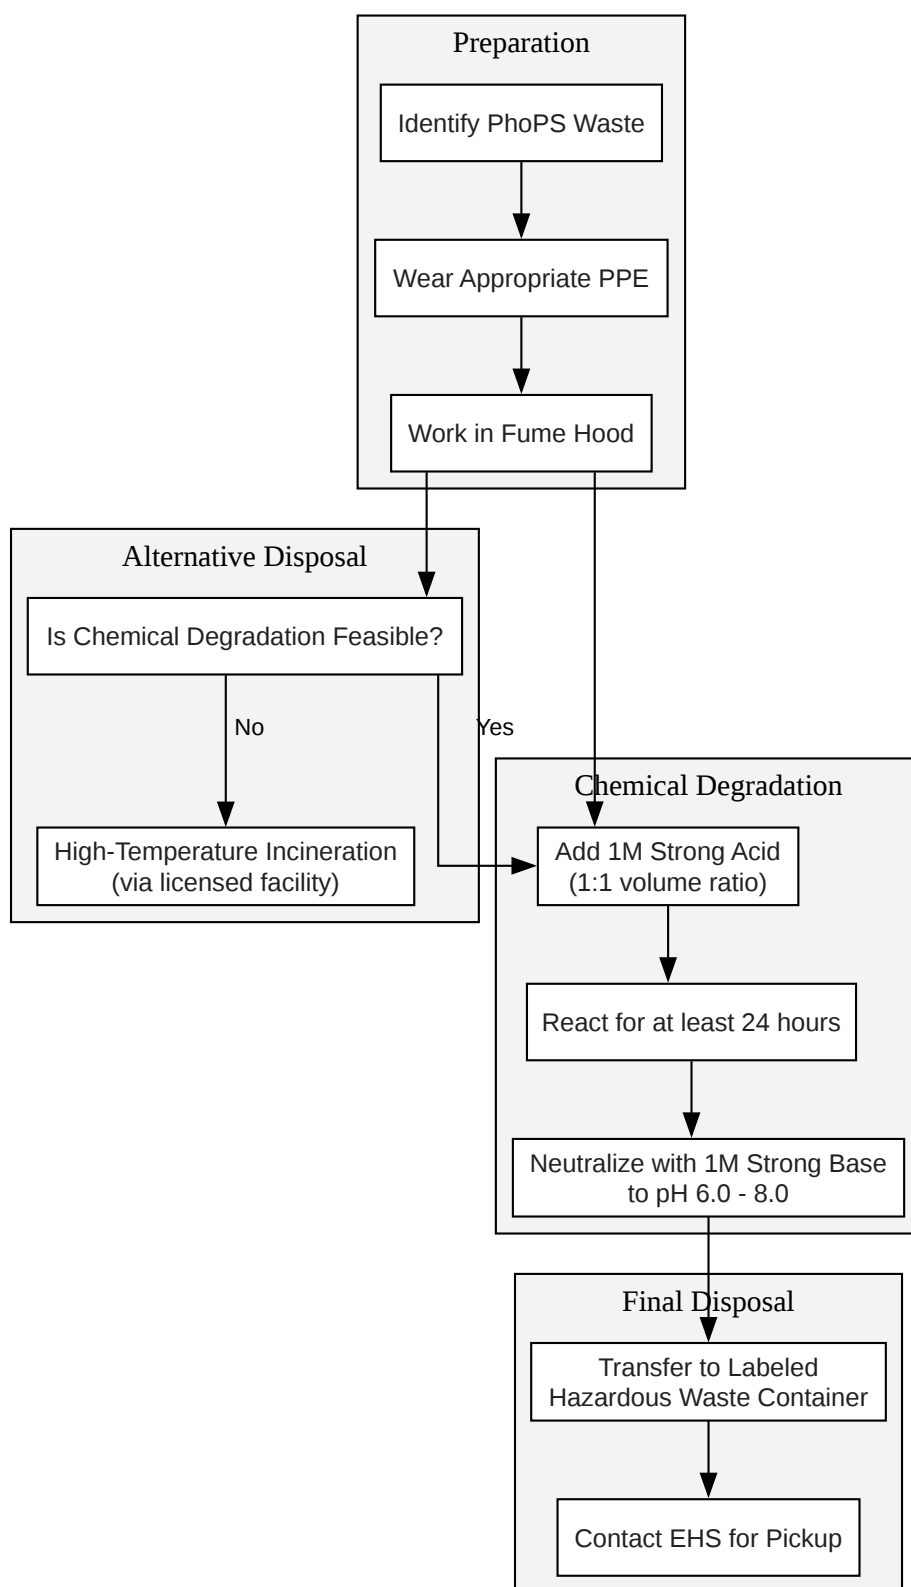 Preparation
Identify PhoPS Waste
Wear Appropriate PPE
Work in Fume Hood
Alternative Disposal
Is Chemical Degradation Feasible?
No
Yes
High-Temperature Incineration
(via licensed facility)
Chemical Degradation
Add 1M Strong Acid
(1:1 volume ratio)
React for at least 24 hours
Neutralize with 1M Strong Base
to pH 6.0 - 8.0
Final Disposal
Transfer to Labeled
Hazardous Waste Container
Contact EHS for Pickup